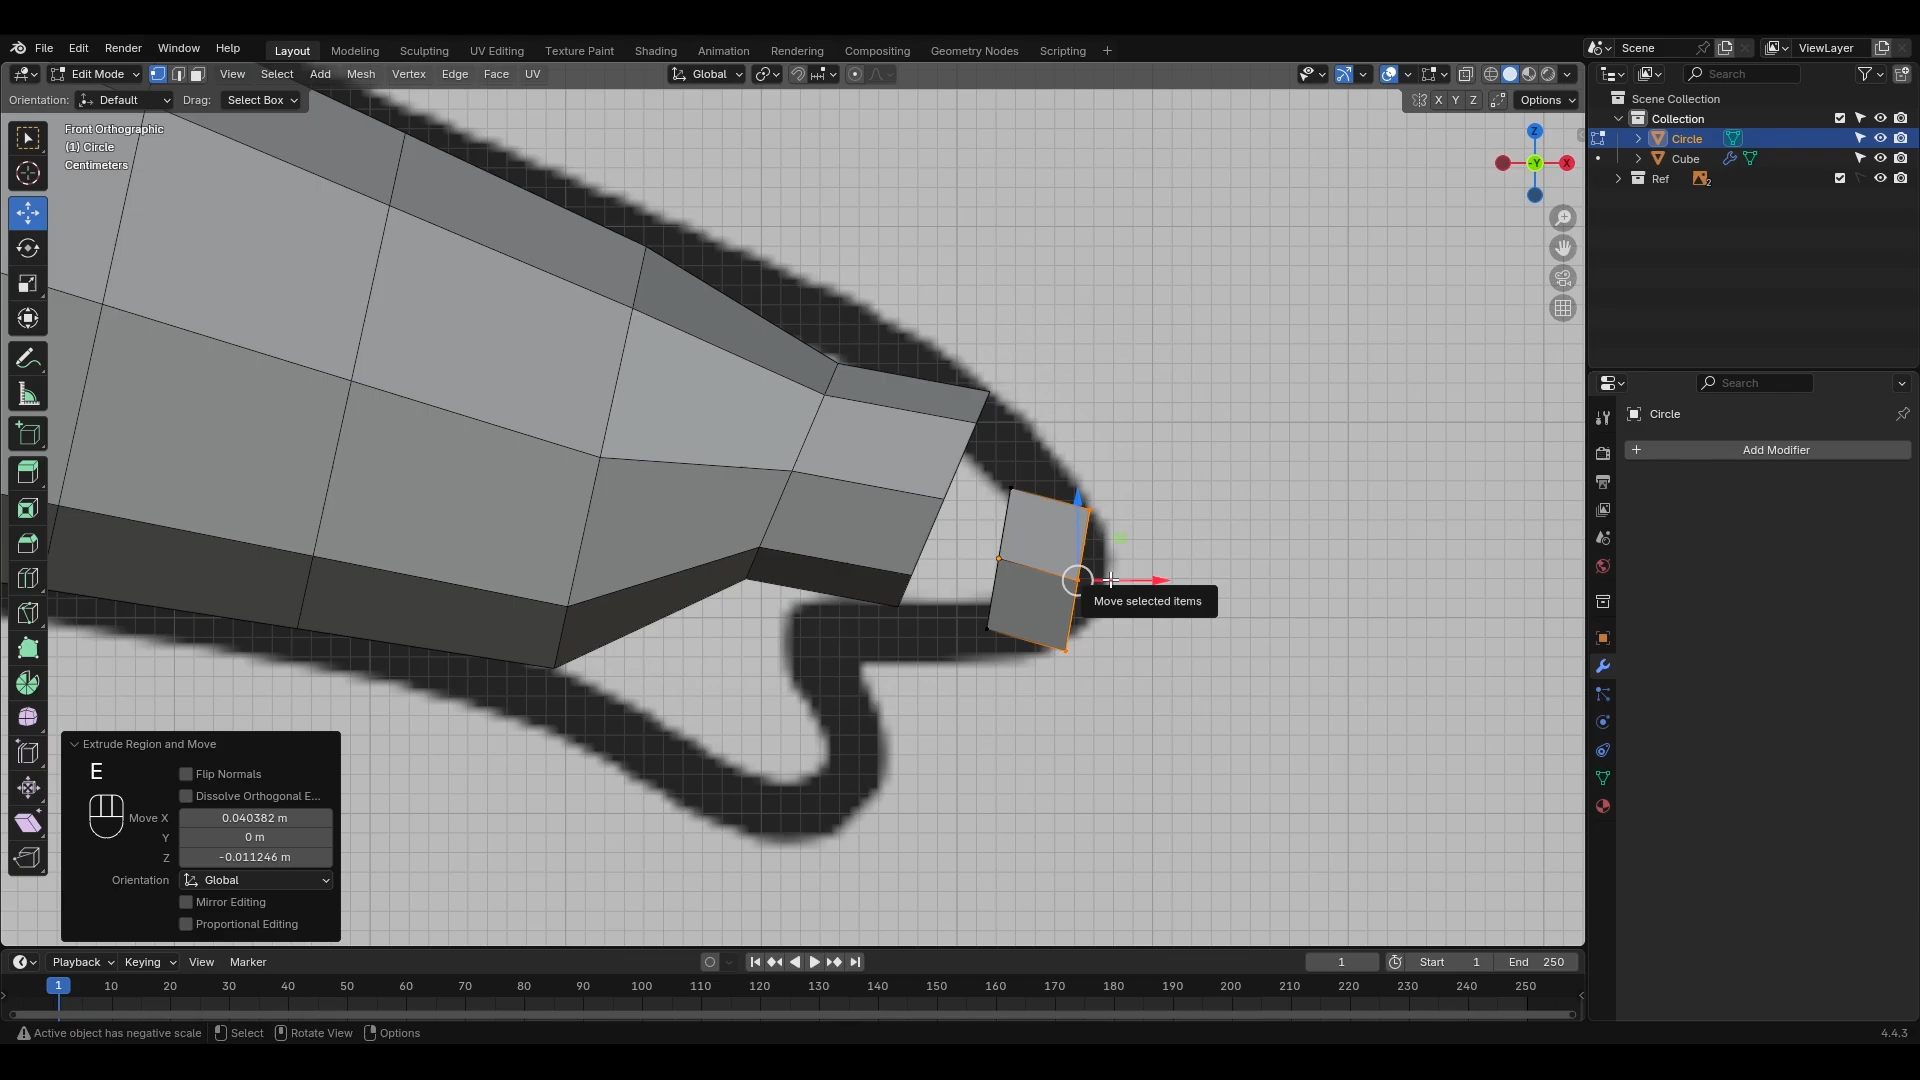 File Edit Render Window Help Layout Modeling Sculpting UV Editing Texture Paint Shading Animation Rendering Compositing Geometry Nodes Scripting + Scene ViewLayer
Edit Mode View Select Add Mesh Vertex Edge Face UV Global Search
Orientation: Default Drag: Select Box X Y Z Options Scene Collection
Collection
Front Orthographic
(1) Circle
Centimeters
Z
-Y
X
Circle
Cube
Ref 2
Search
Circle
+ Add Modifier
Move selected items
Extrude Region and Move
E
Flip Normals
Dissolve Orthogonal E...
Move X 0.040382 m
Y 0 m
Z -0.011246 m
Orientation Global
Mirror Editing
Proportional Editing
Playback Keying View Marker 1 Start 1 End 250
1 10 20 30 40 50 60 70 80 90 100 110 120 130 140 150 160 170 180 190 200 210 220 230 240 250
Active object has negative scale Select Rotate View Options 4.4.3